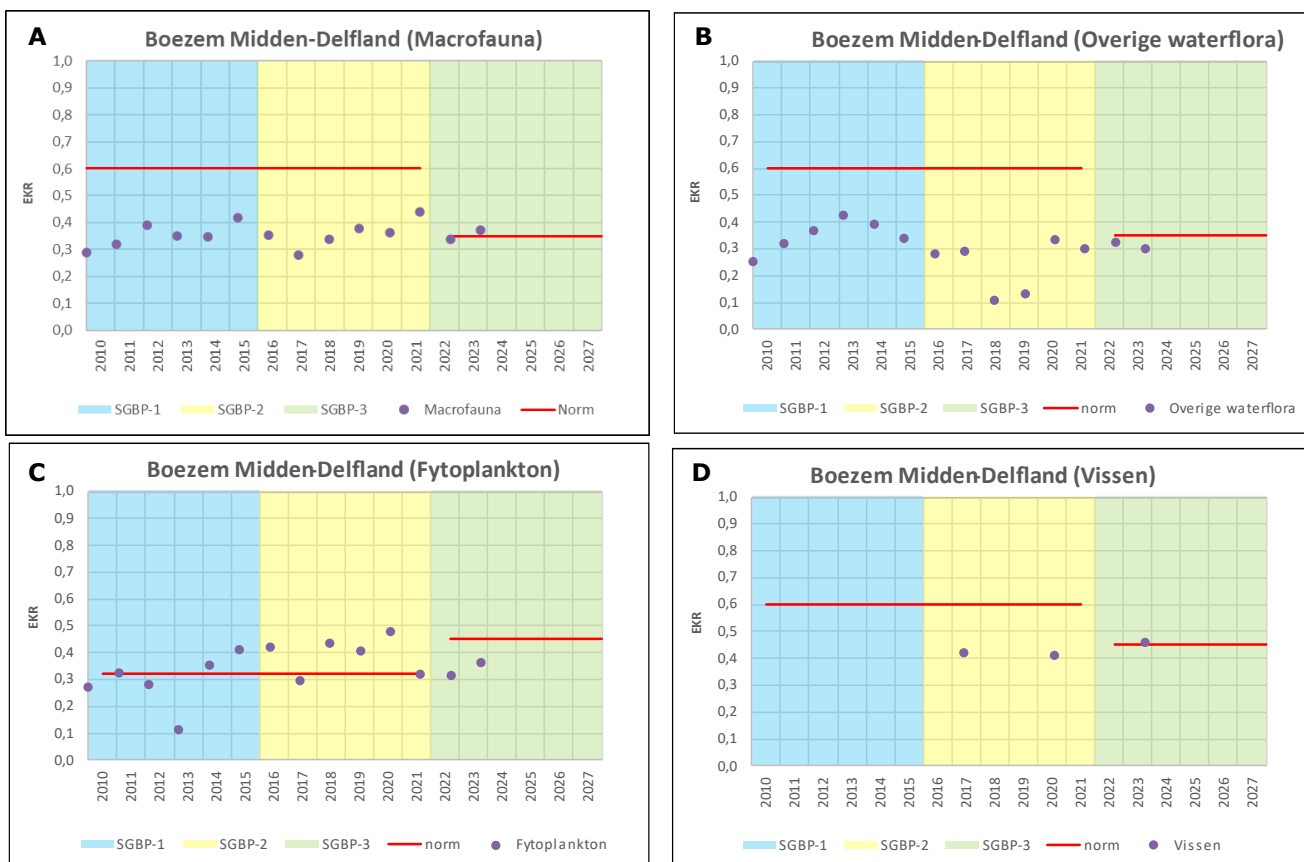 A
Boezem Midden-Delfland (Macrofauna)
1,0
0,9
0,8
0,7
0,6
0,5
0,4
0,3
0,2
0,1
0,0
EKR
2010 2011 2012 2013 2014 2015 2016 2017 2018 2019 2020 2021 2022 2023 2024 2025 2026 2027
SGBP-1 SGBP-2 SGBP-3 Macrofauna Norm
B
Boezem Midden-Delfland (Overige waterflora)
1,0
0,9
0,8
0,7
0,6
0,5
0,4
0,3
0,2
0,1
0,0
EKR
2010 2011 2012 2013 2014 2015 2016 2017 2018 2019 2020 2021 2022 2023 2024 2025 2026 2027
SGBP-1 SGBP-2 SGBP-3 norm Overige waterflora
C
Boezem Midden-Delfland (Fytoplankton)
1,0
0,9
0,8
0,7
0,6
0,5
0,4
0,3
0,2
0,1
0,0
EKR
2010 2011 2012 2013 2014 2015 2016 2017 2018 2019 2020 2021 2022 2023 2024 2025 2026 2027
SGBP-1 SGBP-2 SGBP-3 norm Fytoplankton
D
Boezem Midden-Delfland (Vissen)
1,0
0,9
0,8
0,7
0,6
0,5
0,4
0,3
0,2
0,1
0,0
EKR
2010 2011 2012 2013 2014 2015 2016 2017 2018 2019 2020 2021 2022 2023 2024 2025 2026 2027
SGBP-1 SGBP-2 SGBP-3 norm Vissen